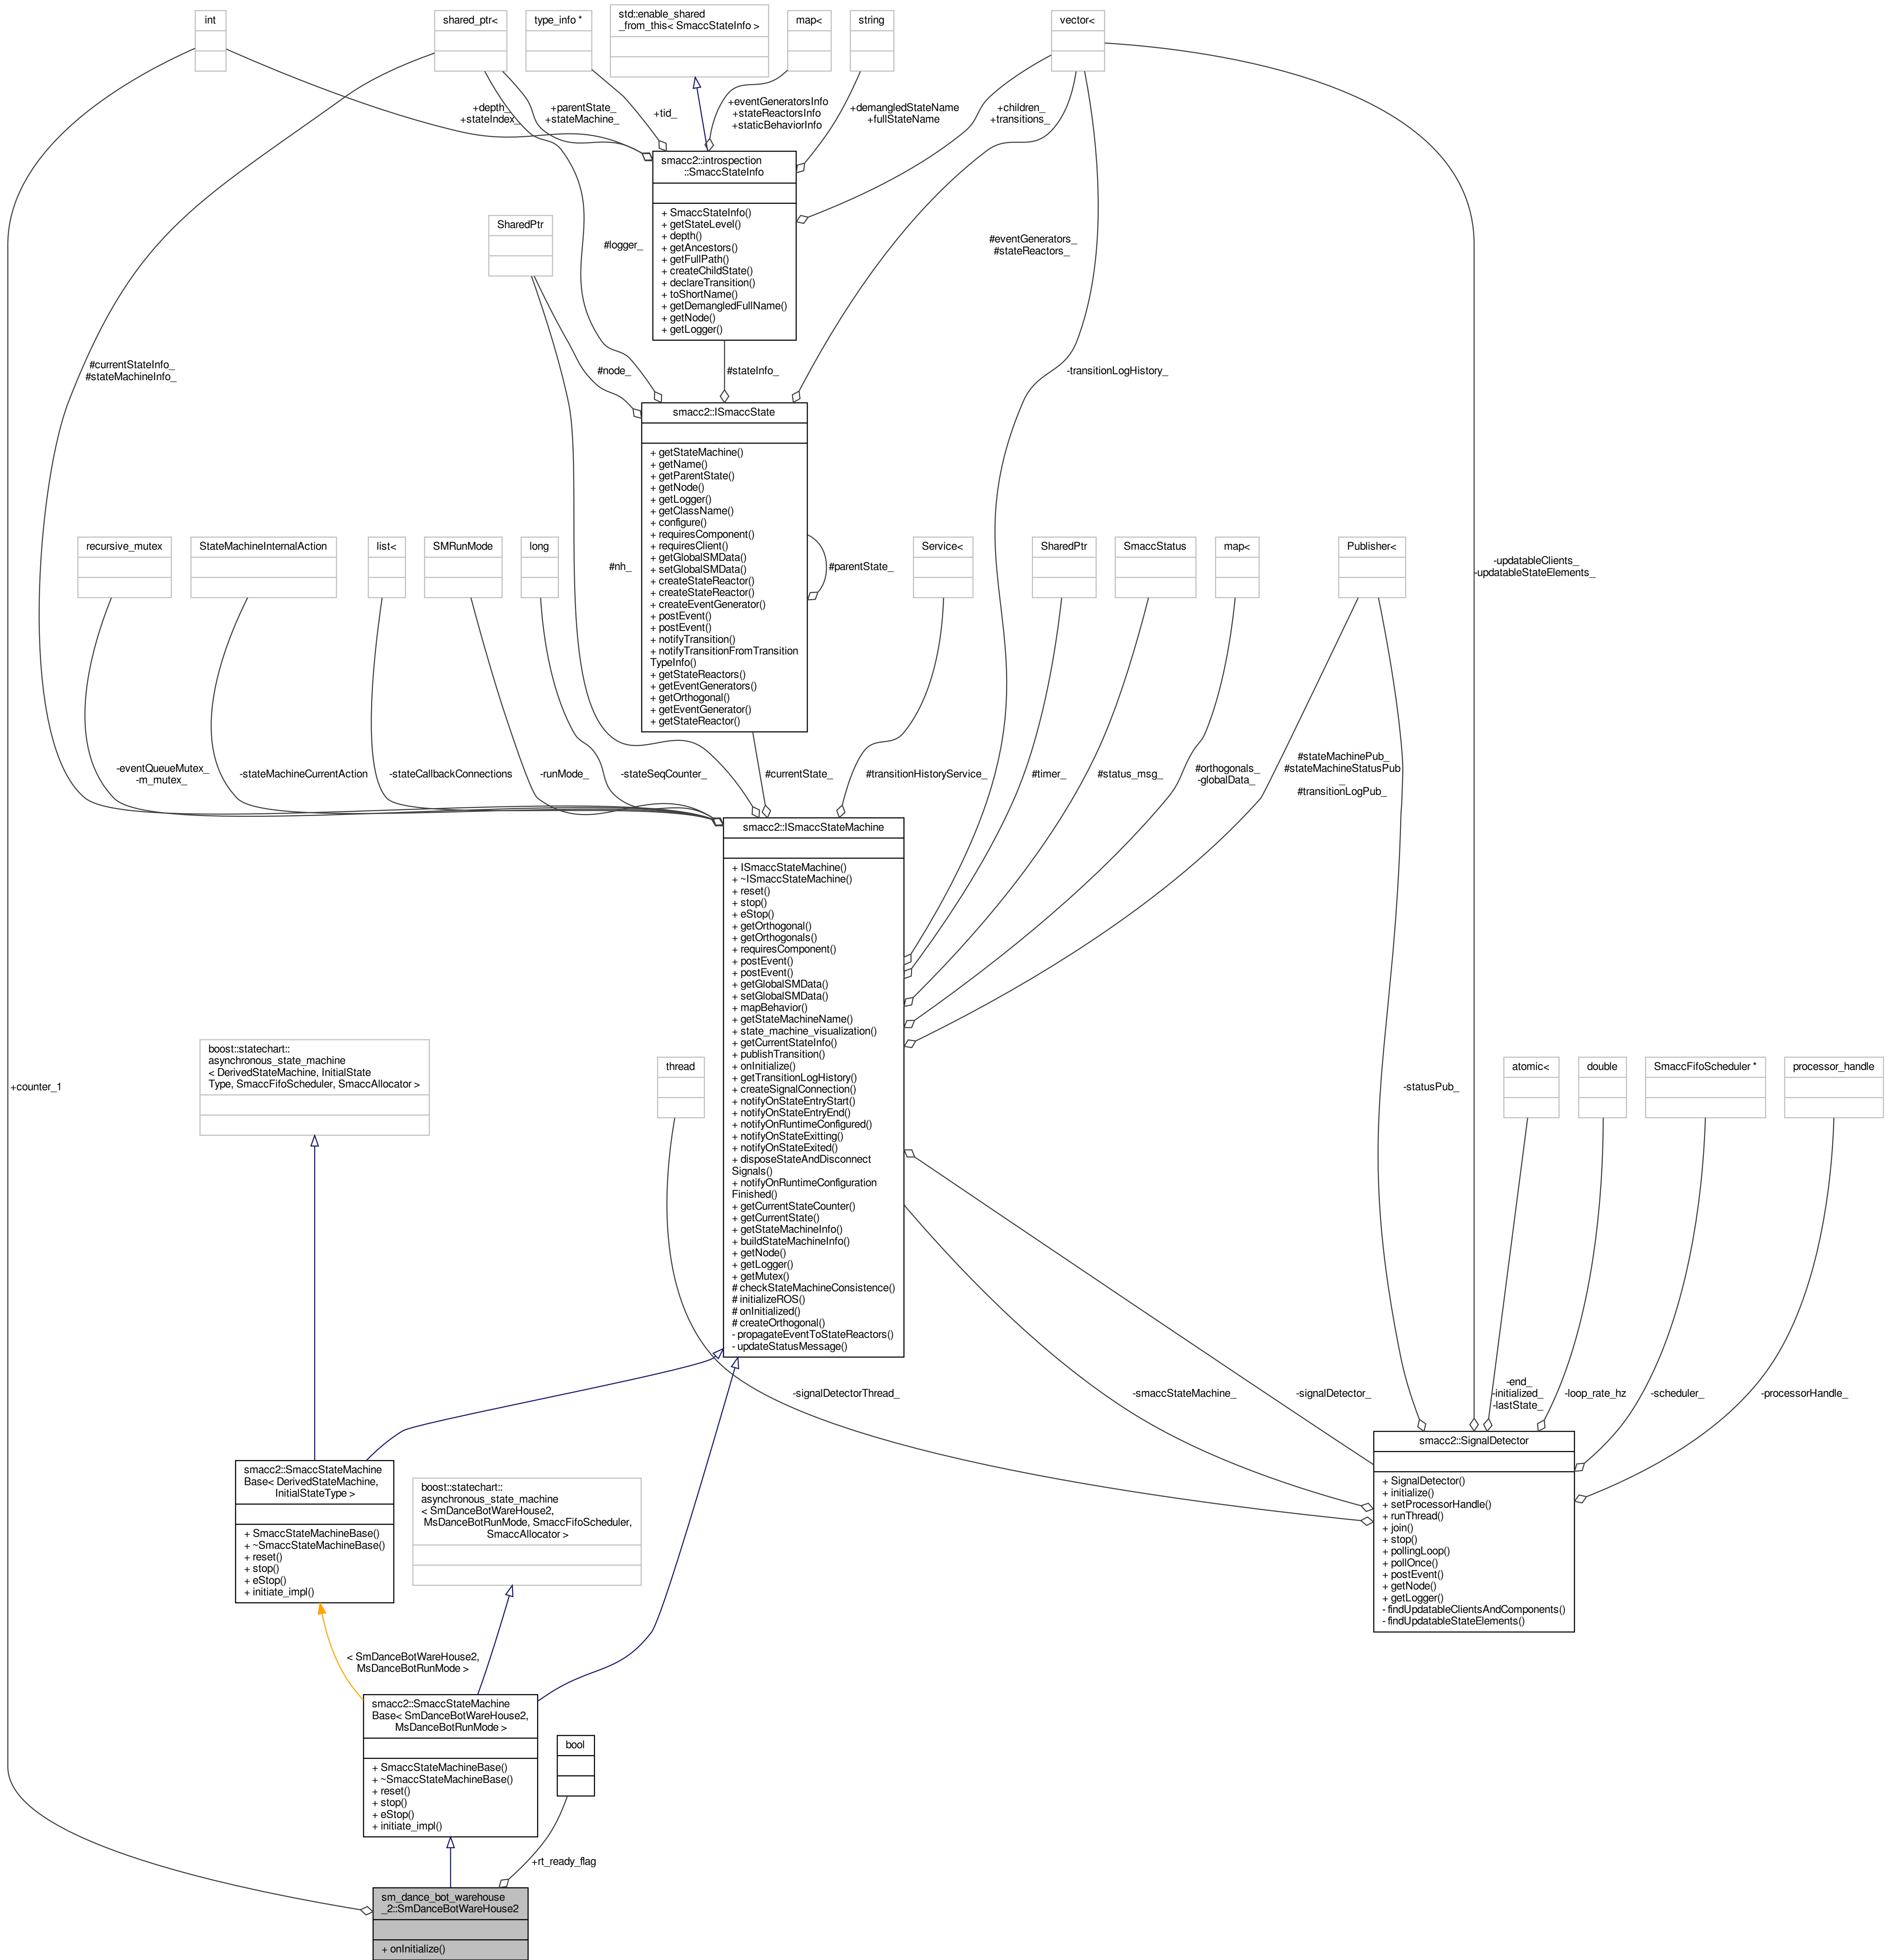 int
shared_ptr<
type_info *
std::enable_shared
_from_this< SmaccStateInfo >
map<
string
vector<
+depth_
+stateIndex_
+parentState_
+stateMachine_
+tid_
+eventGeneratorsInfo
+stateReactorsInfo
+staticBehaviorInfo
+demangledStateName
+fullStateName
+children_
+transitions_
smacc2::introspection
::SmaccStateInfo
+ SmaccStateInfo()
+ getStateLevel()
+ depth()
+ getAncestors()
+ getFullPath()
+ createChildState()
+ declareTransition()
+ toShortName()
+ getDemangledFullName()
+ getNode()
+ getLogger()
SharedPtr
#logger_
#eventGenerators_
#stateReactors_
#currentStateInfo_
#stateMachineInfo_
#node_
#stateInfo_
-transitionLogHistory_
smacc2::ISmaccState
+ getStateMachine()
+ getName()
+ getParentState()
+ getNode()
+ getLogger()
+ getClassName()
+ configure()
+ requiresComponent()
+ requiresClient()
+ getGlobalSMData()
+ setGlobalSMData()
+ createStateReactor()
+ createStateReactor()
+ createEventGenerator()
+ postEvent()
+ postEvent()
+ notifyTransition()
+ notifyTransitionFromTransition
TypeInfo()
+ getStateReactors()
+ getEventGenerators()
+ getOrthogonal()
+ getEventGenerator()
+ getStateReactor()
recursive_mutex
StateMachineInternalAction
list<
SMRunMode
long
#nh_
#parentState_
Service<
SharedPtr
SmaccStatus
map<
Publisher<
-updatableClients_
-updatableStateElements_
-eventQueueMutex_
-m_mutex_
-stateMachineCurrentAction
-stateCallbackConnections
-runMode_
-stateSeqCounter_
#currentState_
#transitionHistoryService_
#timer_
#status_msg_
#orthogonals_
-globalData_
#stateMachinePub_
#stateMachineStatusPub
_
#transitionLogPub_
smacc2::ISmaccStateMachine
+ ISmaccStateMachine()
+ ~ISmaccStateMachine()
+ reset()
+ stop()
+ eStop()
+ getOrthogonal()
+ getOrthogonals()
+ requiresComponent()
+ postEvent()
+ postEvent()
+ getGlobalSMData()
+ setGlobalSMData()
+ mapBehavior()
+ getStateMachineName()
+ state_machine_visualization()
+ getCurrentStateInfo()
+ publishTransition()
+ onInitialize()
+ getTransitionLogHistory()
+ createSignalConnection()
+ notifyOnStateEntryStart()
+ notifyOnStateEntryEnd()
+ notifyOnRuntimeConfigured()
+ notifyOnStateExitting()
+ notifyOnStateExited()
+ disposeStateAndDisconnect
Signals()
+ notifyOnRuntimeConfiguration
Finished()
+ getCurrentStateCounter()
+ getCurrentState()
+ getStateMachineInfo()
+ buildStateMachineInfo()
+ getNode()
+ getLogger()
+ getMutex()
# checkStateMachineConsistence()
# initializeROS()
# onInitialized()
# createOrthogonal()
- propagateEventToStateReactors()
- updateStatusMessage()
boost::statechart::
asynchronous_state_machine
< DerivedStateMachine, InitialState
Type, SmaccFifoScheduler, SmaccAllocator >
+counter_1
thread
-statusPub_
atomic<
double
SmaccFifoScheduler *
processor_handle
-signalDetectorThread_
-smaccStateMachine_
-signalDetector_
-end_
-initialized_
-lastState_
-loop_rate_hz
-scheduler_
-processorHandle_
smacc2::SignalDetector
+ SignalDetector()
+ initialize()
+ setProcessorHandle()
+ runThread()
+ join()
+ stop()
+ pollingLoop()
+ pollOnce()
+ postEvent()
+ getNode()
+ getLogger()
- findUpdatableClientsAndComponents()
- findUpdatableStateElements()
smacc2::SmaccStateMachine
Base< DerivedStateMachine,
InitialStateType >
+ SmaccStateMachineBase()
+ ~SmaccStateMachineBase()
+ reset()
+ stop()
+ eStop()
+ initiate_impl()
boost::statechart::
asynchronous_state_machine
< SmDanceBotWareHouse2,
MsDanceBotRunMode, SmaccFifoScheduler,
SmaccAllocator >
< SmDanceBotWareHouse2,
MsDanceBotRunMode >
smacc2::SmaccStateMachine
Base< SmDanceBotWareHouse2,
MsDanceBotRunMode >
+ SmaccStateMachineBase()
+ ~SmaccStateMachineBase()
+ reset()
+ stop()
+ eStop()
+ initiate_impl()
bool
+rt_ready_flag
sm_dance_bot_warehouse
_2::SmDanceBotWareHouse2
+ onInitialize()